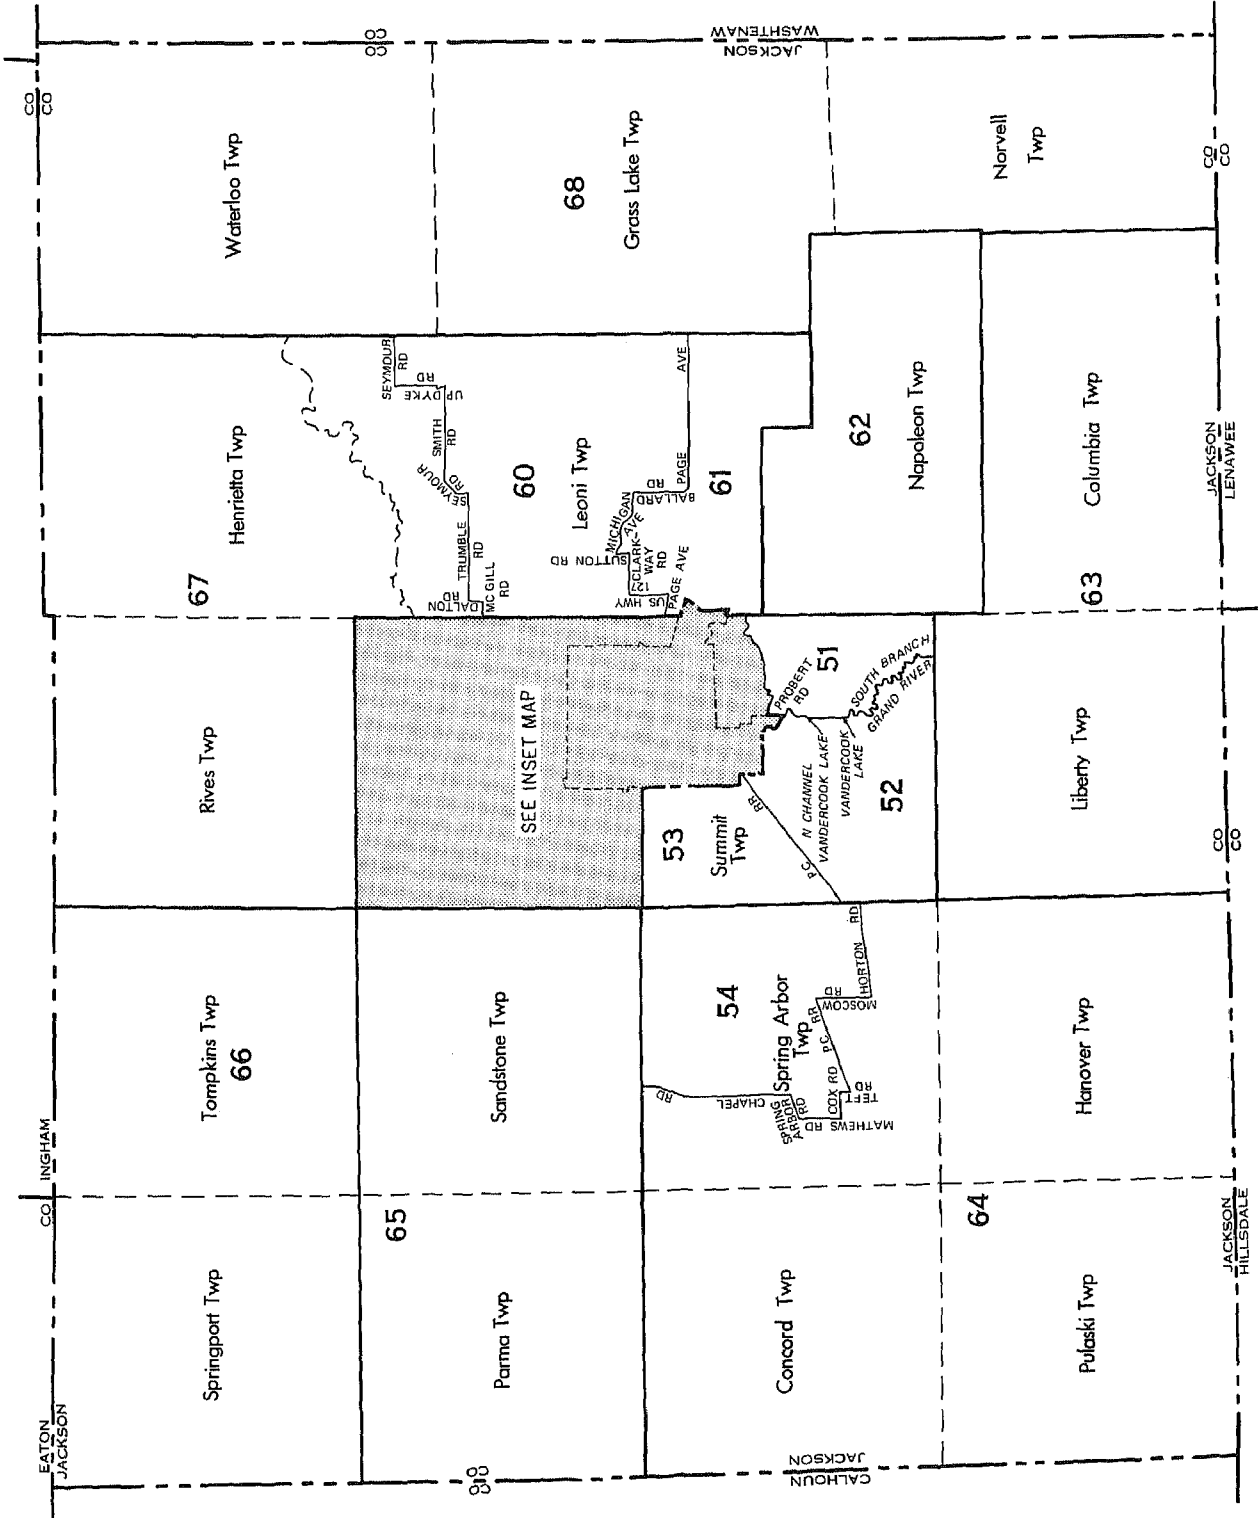 EATON
JACKSON
CO
INGHAM
CO
CO
Springport Twp
Tompkins Twp
66
Rives Twp
67
Henrietta Twp
Waterloo Twp
65
Parma Twp
Sandstone Twp
SEE INSET MAP
DALTON
RD
MC GILL
RD
TRUMBLE
RD
SEYMOUR
RD
SMITH
RD
UP DYKE
RD
SEYMOUR
RD
60
Leoni Twp
68
Grass Lake Twp
US HWY
127
CLARK-
WAY
RD
SUTTON RD
MICHIGAN
AVE
BALLARD
RD
PAGE
AVE
PAGE AVE
61
Concord Twp
CHAPEL
RD
SPRING
ARBOR
RD
MATHEWS RD
COX RD
TEFT
RD
P.C. RR
MOSCOW
RD
HORTON
RD
54
Spring Arbor
Twp
53
Summit
Twp
P.C.
RR
N CHANNEL
VANDERCOOK LAKE
VANDERCOOK
LAKE
52
PROBERT
RD
51
SOUTH BRANCH
GRAND RIVER
62
Napoleon Twp
Norvell
Twp
64
Pulaski Twp
Hanover Twp
Liberty Twp
63
Columbia Twp
JACKSON
HILLSDALE
CO
CO
JACKSON
LENAWEE
CO
CO
CALHOUN
JACKSON
CO
CO
JACKSON
WASHTENAW
CO
CO